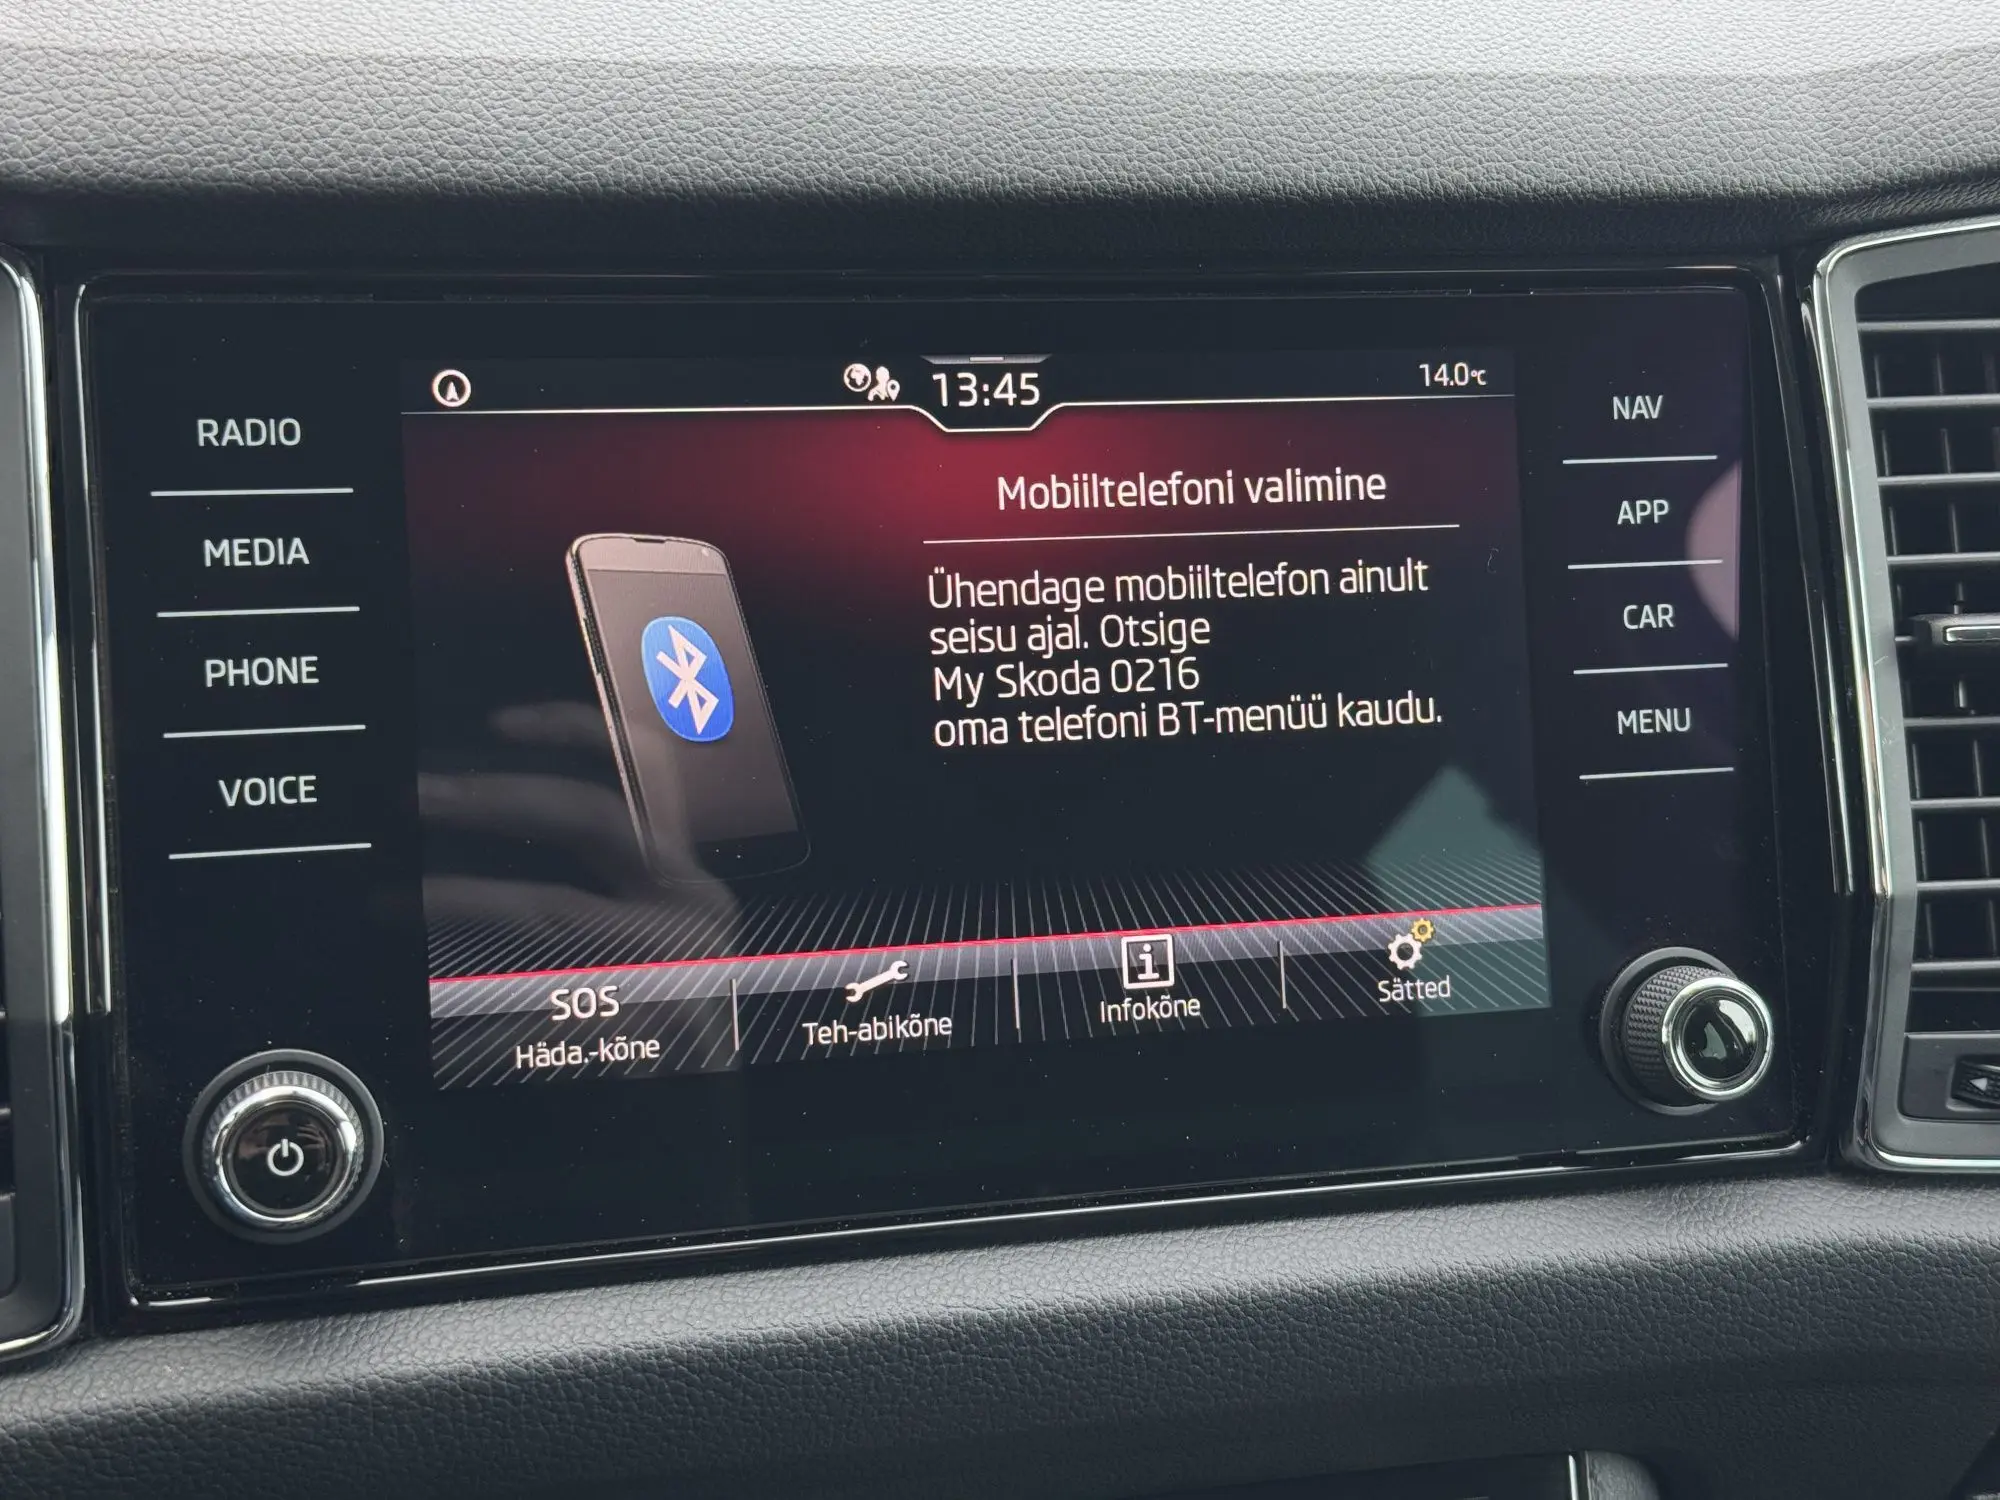 13:45
14.0°C
RADIO
MEDIA
PHONE
VOICE
Mobiiltelefoni valimine
Ühendage mobiiltelefon ainult
seisu ajal. Otsige
My Skoda 0216
oma telefoni BT-menüü kaudu.
NAV
APP
CAR
MENU
SOS
Häda.-kõne
Teh-abikõne
i
Infokõne
Sätted